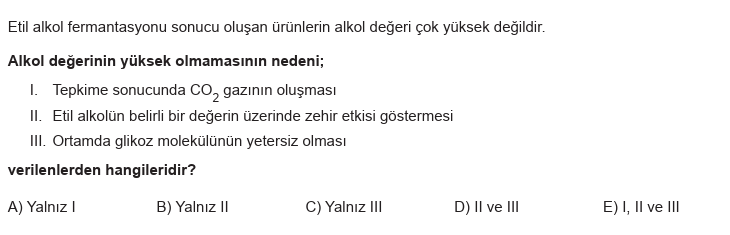 Etil alkol fermantasyonu sonucu oluşan ürünlerin alkol değeri çok yüksek değildir.
Alkol değerinin yüksek olmamasının nedeni;
I. Tepkime sonucunda CO2 gazının oluşması
II. Etil alkolün belirli bir değerin üzerinde zehir etkisi göstermesi
III. Ortamda glikoz molekülünün yetersiz olması
verilenlerden hangileridir?
A) Yalnız I B) Yalnız II C) Yalnız III D) II ve III E) I, II ve III